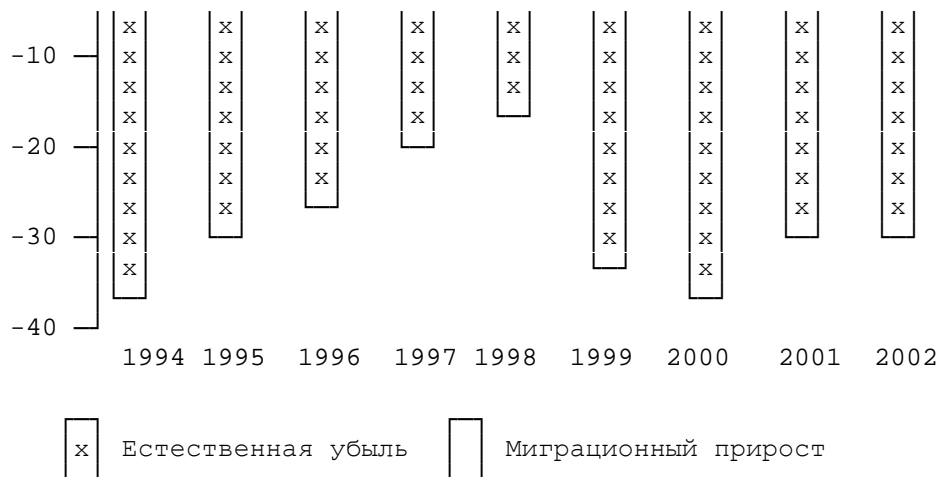 x x x x x x x x x
-10 x x x x x x x x x
x x x x x x x x x
x x x x x x x x
-20 x x x x x x x
x x x x x x x
x x x x x x
-30 x x x
x x
-40
1994 1995 1996 1997 1998 1999 2000 2001 2002
x Естественная убыль Миграционный прирост